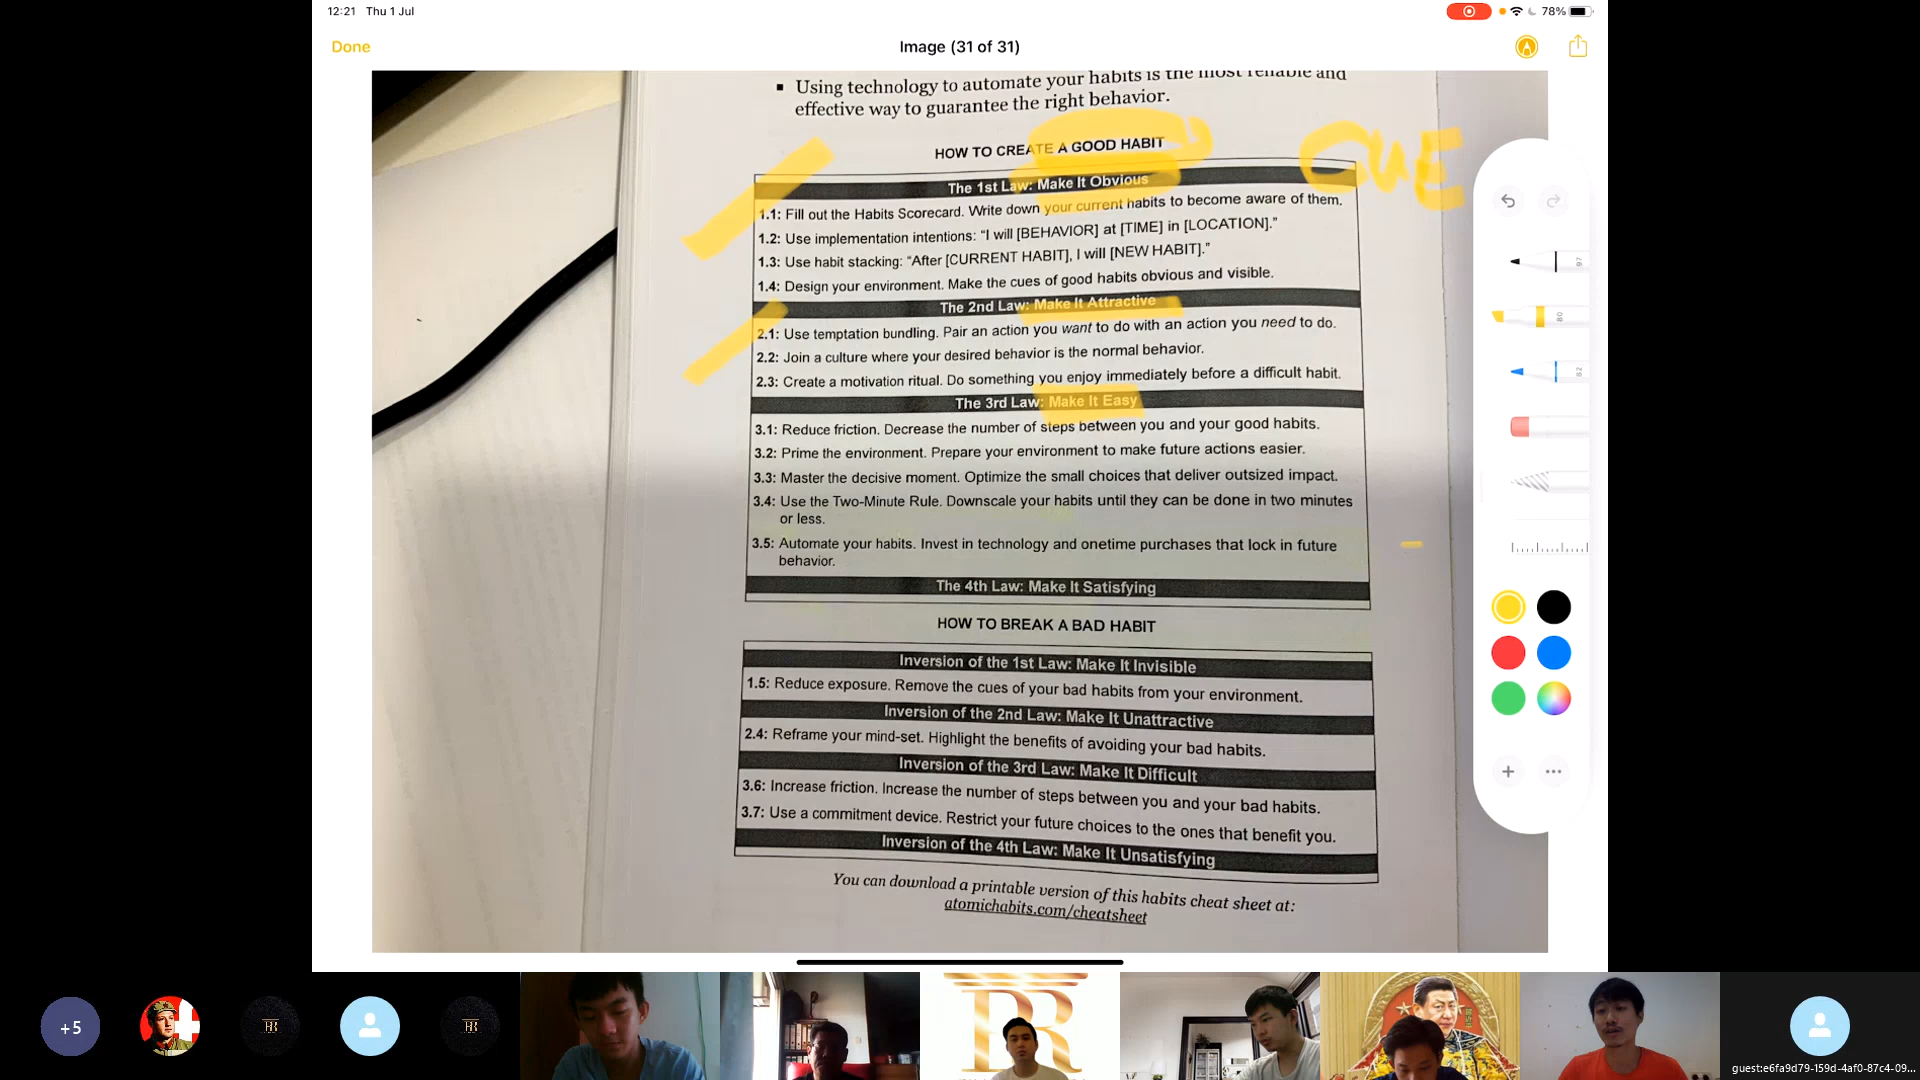 12:21 Thu 1 Jul
78%
Done
Image (31 of 31)
▪ Using technology to automate your habits is the most reliable and
effective way to guarantee the right behavior.
HOW TO CREATE A GOOD HABIT
CUE
The 1st Law: Make It Obvious
1.1: Fill out the Habits Scorecard. Write down your current habits to become aware of them.
1.2: Use implementation intentions: “I will [BEHAVIOR] at [TIME] in [LOCATION].”
1.3: Use habit stacking: “After [CURRENT HABIT], I will [NEW HABIT].”
1.4: Design your environment. Make the cues of good habits obvious and visible.
The 2nd Law: Make It Attractive
2.1: Use temptation bundling. Pair an action you want to do with an action you need to do.
2.2: Join a culture where your desired behavior is the normal behavior.
2.3: Create a motivation ritual. Do something you enjoy immediately before a difficult habit.
The 3rd Law: Make It Easy
3.1: Reduce friction. Decrease the number of steps between you and your good habits.
3.2: Prime the environment. Prepare your environment to make future actions easier.
3.3: Master the decisive moment. Optimize the small choices that deliver outsized impact.
3.4: Use the Two-Minute Rule. Downscale your habits until they can be done in two minutes
or less.
3.5: Automate your habits. Invest in technology and onetime purchases that lock in future
behavior.
The 4th Law: Make It Satisfying
HOW TO BREAK A BAD HABIT
Inversion of the 1st Law: Make It Invisible
1.5: Reduce exposure. Remove the cues of your bad habits from your environment.
Inversion of the 2nd Law: Make It Unattractive
2.4: Reframe your mind-set. Highlight the benefits of avoiding your bad habits.
Inversion of the 3rd Law: Make It Difficult
3.6: Increase friction. Increase the number of steps between you and your bad habits.
3.7: Use a commitment device. Restrict your future choices to the ones that benefit you.
Inversion of the 4th Law: Make It Unsatisfying
You can download a printable version of this habits cheat sheet at:
atomichabits.com/cheatsheet
97
80
82
+5
guest:e6fa9d79-159d-4af0-87c4-09...